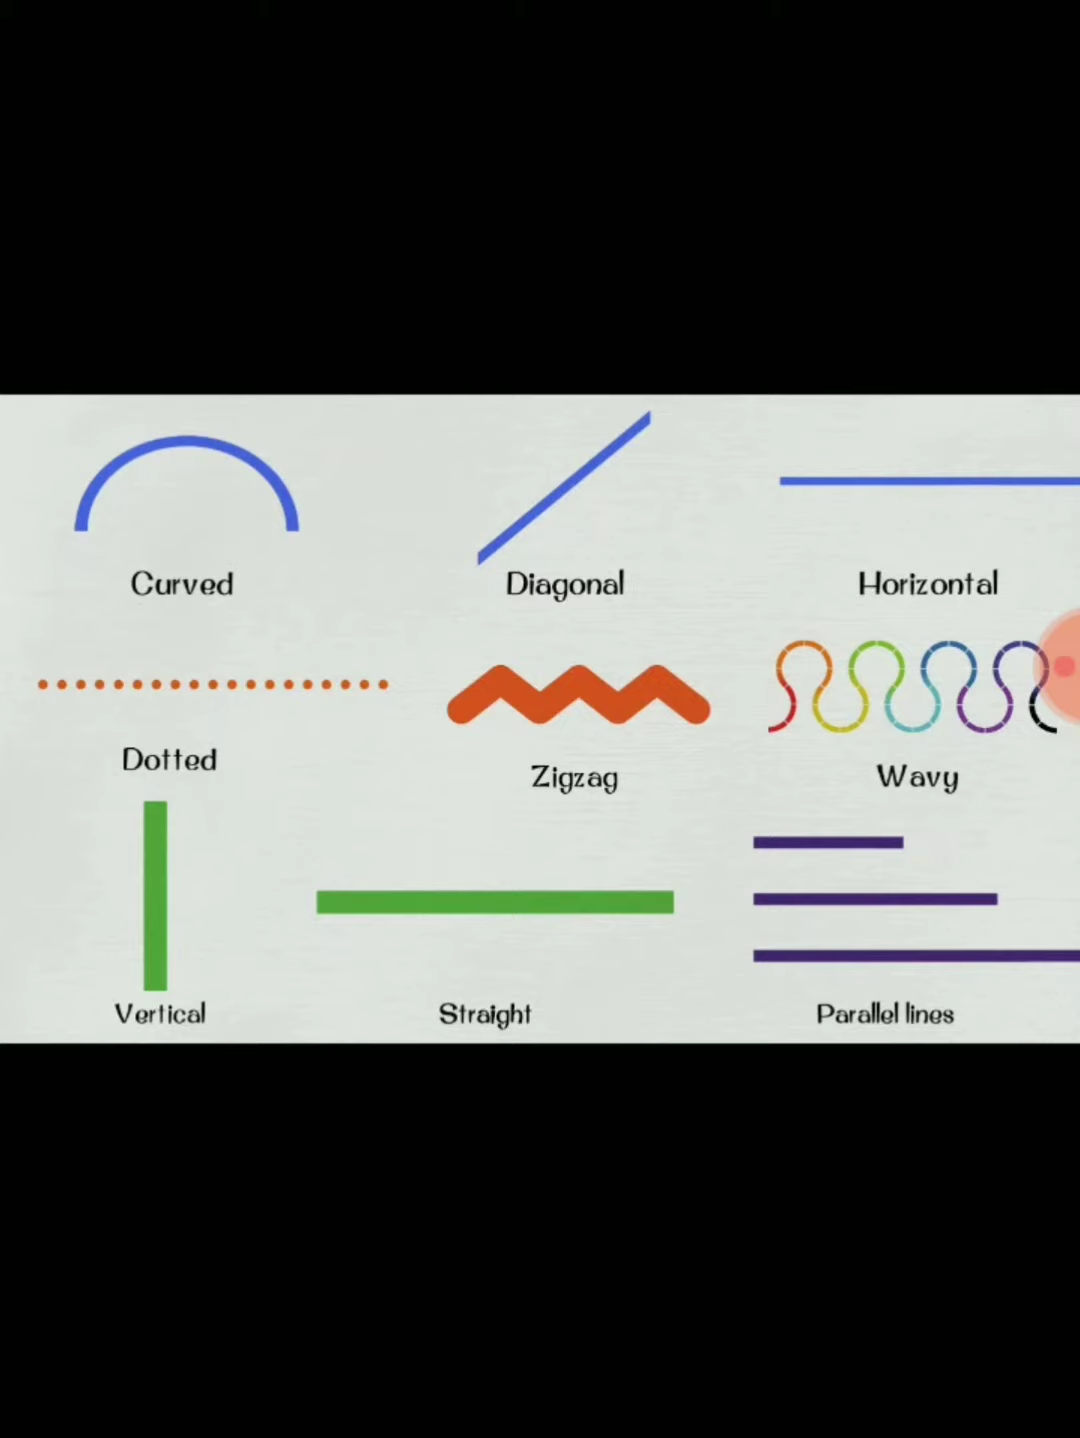 Curved
Diagonal
Horizontal
Dotted
Zigzag
Wavy
Vertical
Straight
Parallel lines